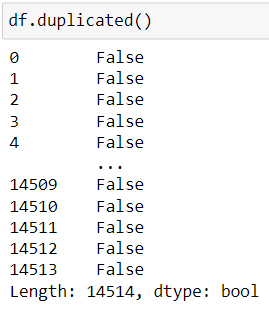 df.duplicated()
0 False
1 False
2 False
3 False
4 False
...
14509 False
14510 False
14511 False
14512 False
14513 False
Length: 14514, dtype: bool